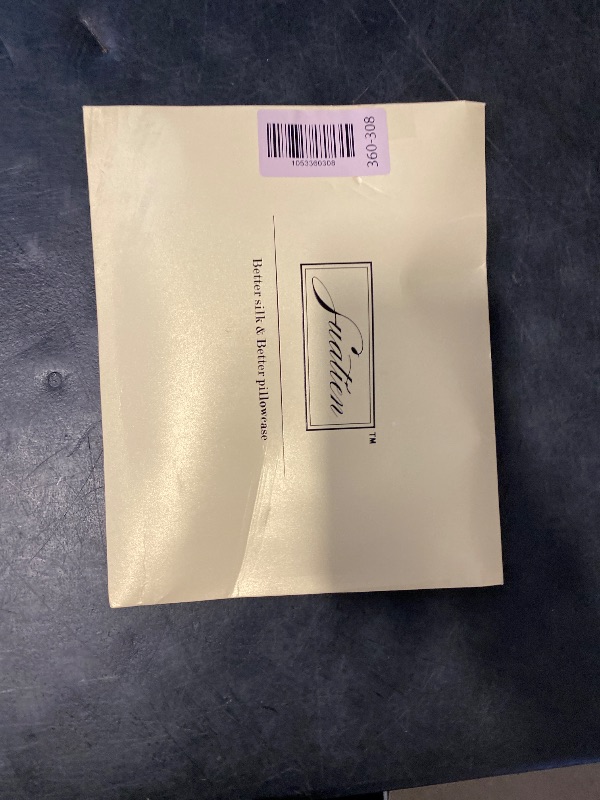 1053360308
360-308
Suatien
TM
Better silk & Better pillowcase